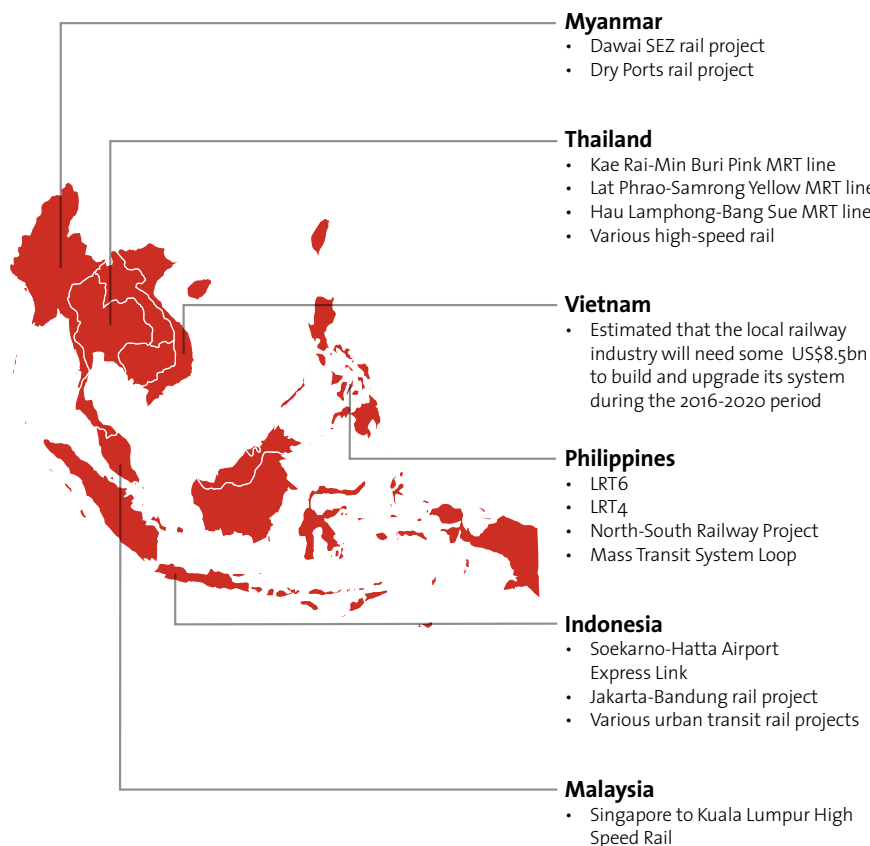 Myanmar
• Dawai SEZ rail project
• Dry Ports rail project
Thailand
• Kae Rai-Min Buri Pink MRT line
• Lat Phrao-Samrong Yellow MRT line
• Hau Lamphong-Bang Sue MRT line
• Various high-speed rail
Vietnam
• Estimated that the local railway
industry will need some US$8.5bn
to build and upgrade its system
during the 2016-2020 period
Philippines
• LRT6
• LRT4
• North-South Railway Project
• Mass Transit System Loop
Indonesia
• Soekarno-Hatta Airport
Express Link
• Jakarta-Bandung rail project
• Various urban transit rail projects
Malaysia
• Singapore to Kuala Lumpur High
Speed Rail